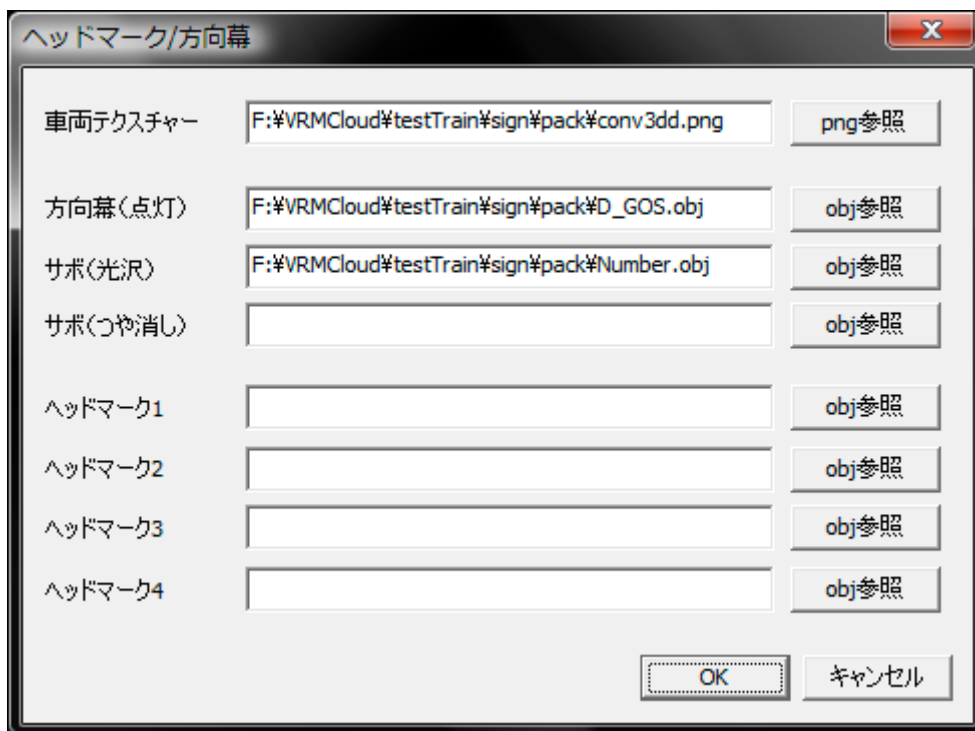 ヘッドマーク/方向幕
車両テクスチャー F:¥VRMCloud¥testTrain¥sign¥pack¥conv3dd.png png参照
方向幕(点灯) F:¥VRMCloud¥testTrain¥sign¥pack¥D_GOS.obj obj参照
サボ(光沢) F:¥VRMCloud¥testTrain¥sign¥pack¥Number.obj obj参照
サボ(つや消し) obj参照
ヘッドマーク1 obj参照
ヘッドマーク2 obj参照
ヘッドマーク3 obj参照
ヘッドマーク4 obj参照
OK キャンセル